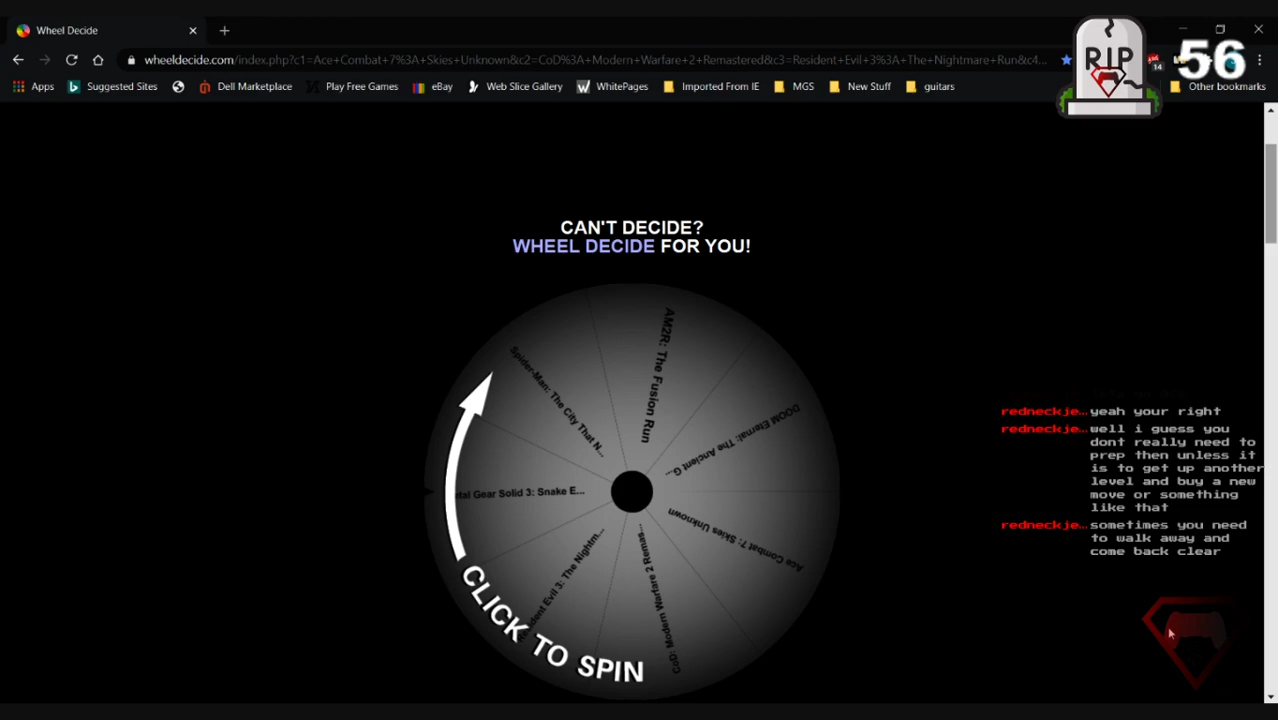 Wheel Decide
RIP
56
wheeldecide.com/index.php?c1=Ace+Combat+7%3A+Skies+Unknown&c2=CoD%3A+Modern+Warfare+2+Remastered&c3=Resident+Evil+3%3A+The+Nightmare+Run&c4...
14
Apps
Suggested Sites
Dell Marketplace
Play Free Games
eBay
Web Slice Gallery
WhitePages
Imported From IE
MGS
New Stuff
guitars
Other bookmarks
CAN'T DECIDE?
WHEEL DECIDE FOR YOU!
AM2R: The Fusion Run
DOOM Eternal: The Ancient G...
Ace Combat 7: Skies Unknown
CoD: Modern Warfare 2 Remas...
Resident Evil 3: The Nightm...
tal Gear Solid 3: Snake E...
Spider-Man: The City That N...
CLICK TO SPIN
redneckje... yeah your right
redneckje... well i guess you
dont really need to
prep then unless it
is to get up another
level and buy a new
move or something
like that
redneckje... sometimes you need
to walk away and
come back clear